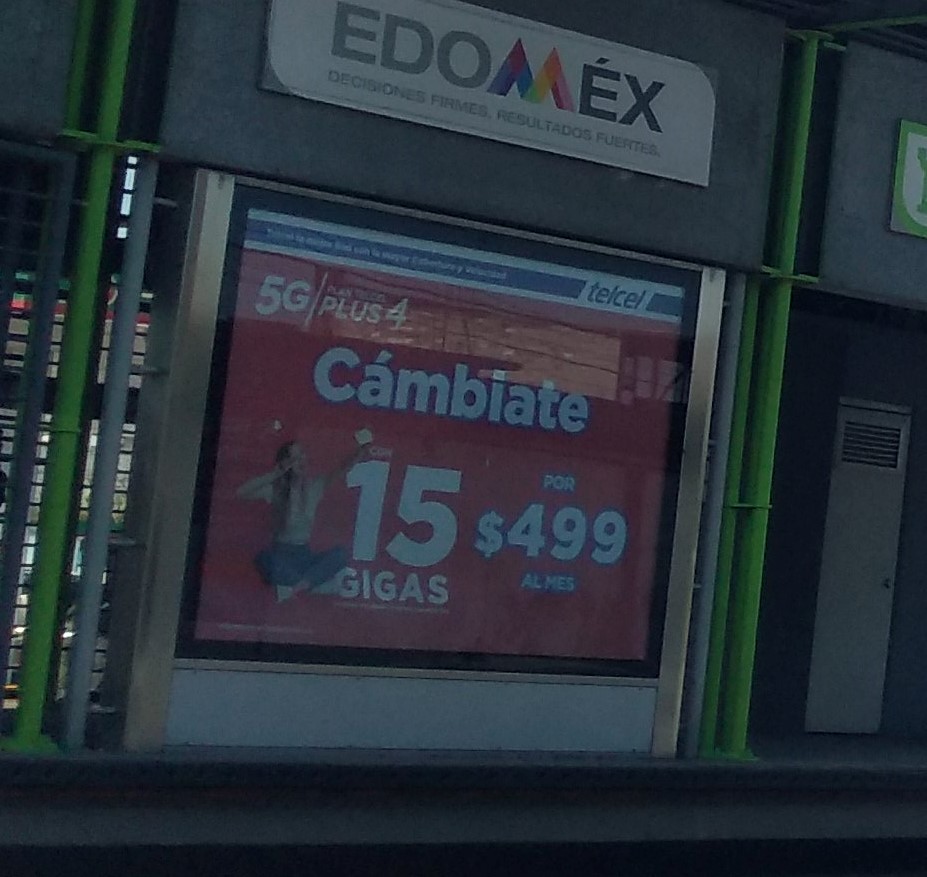 EDOMÉX
DECISIONES FIRMES, RESULTADOS FUERTES.
telcel
5G PLUS 4
Cámbiate
CON
15
GIGAS
POR
$499
AL MES